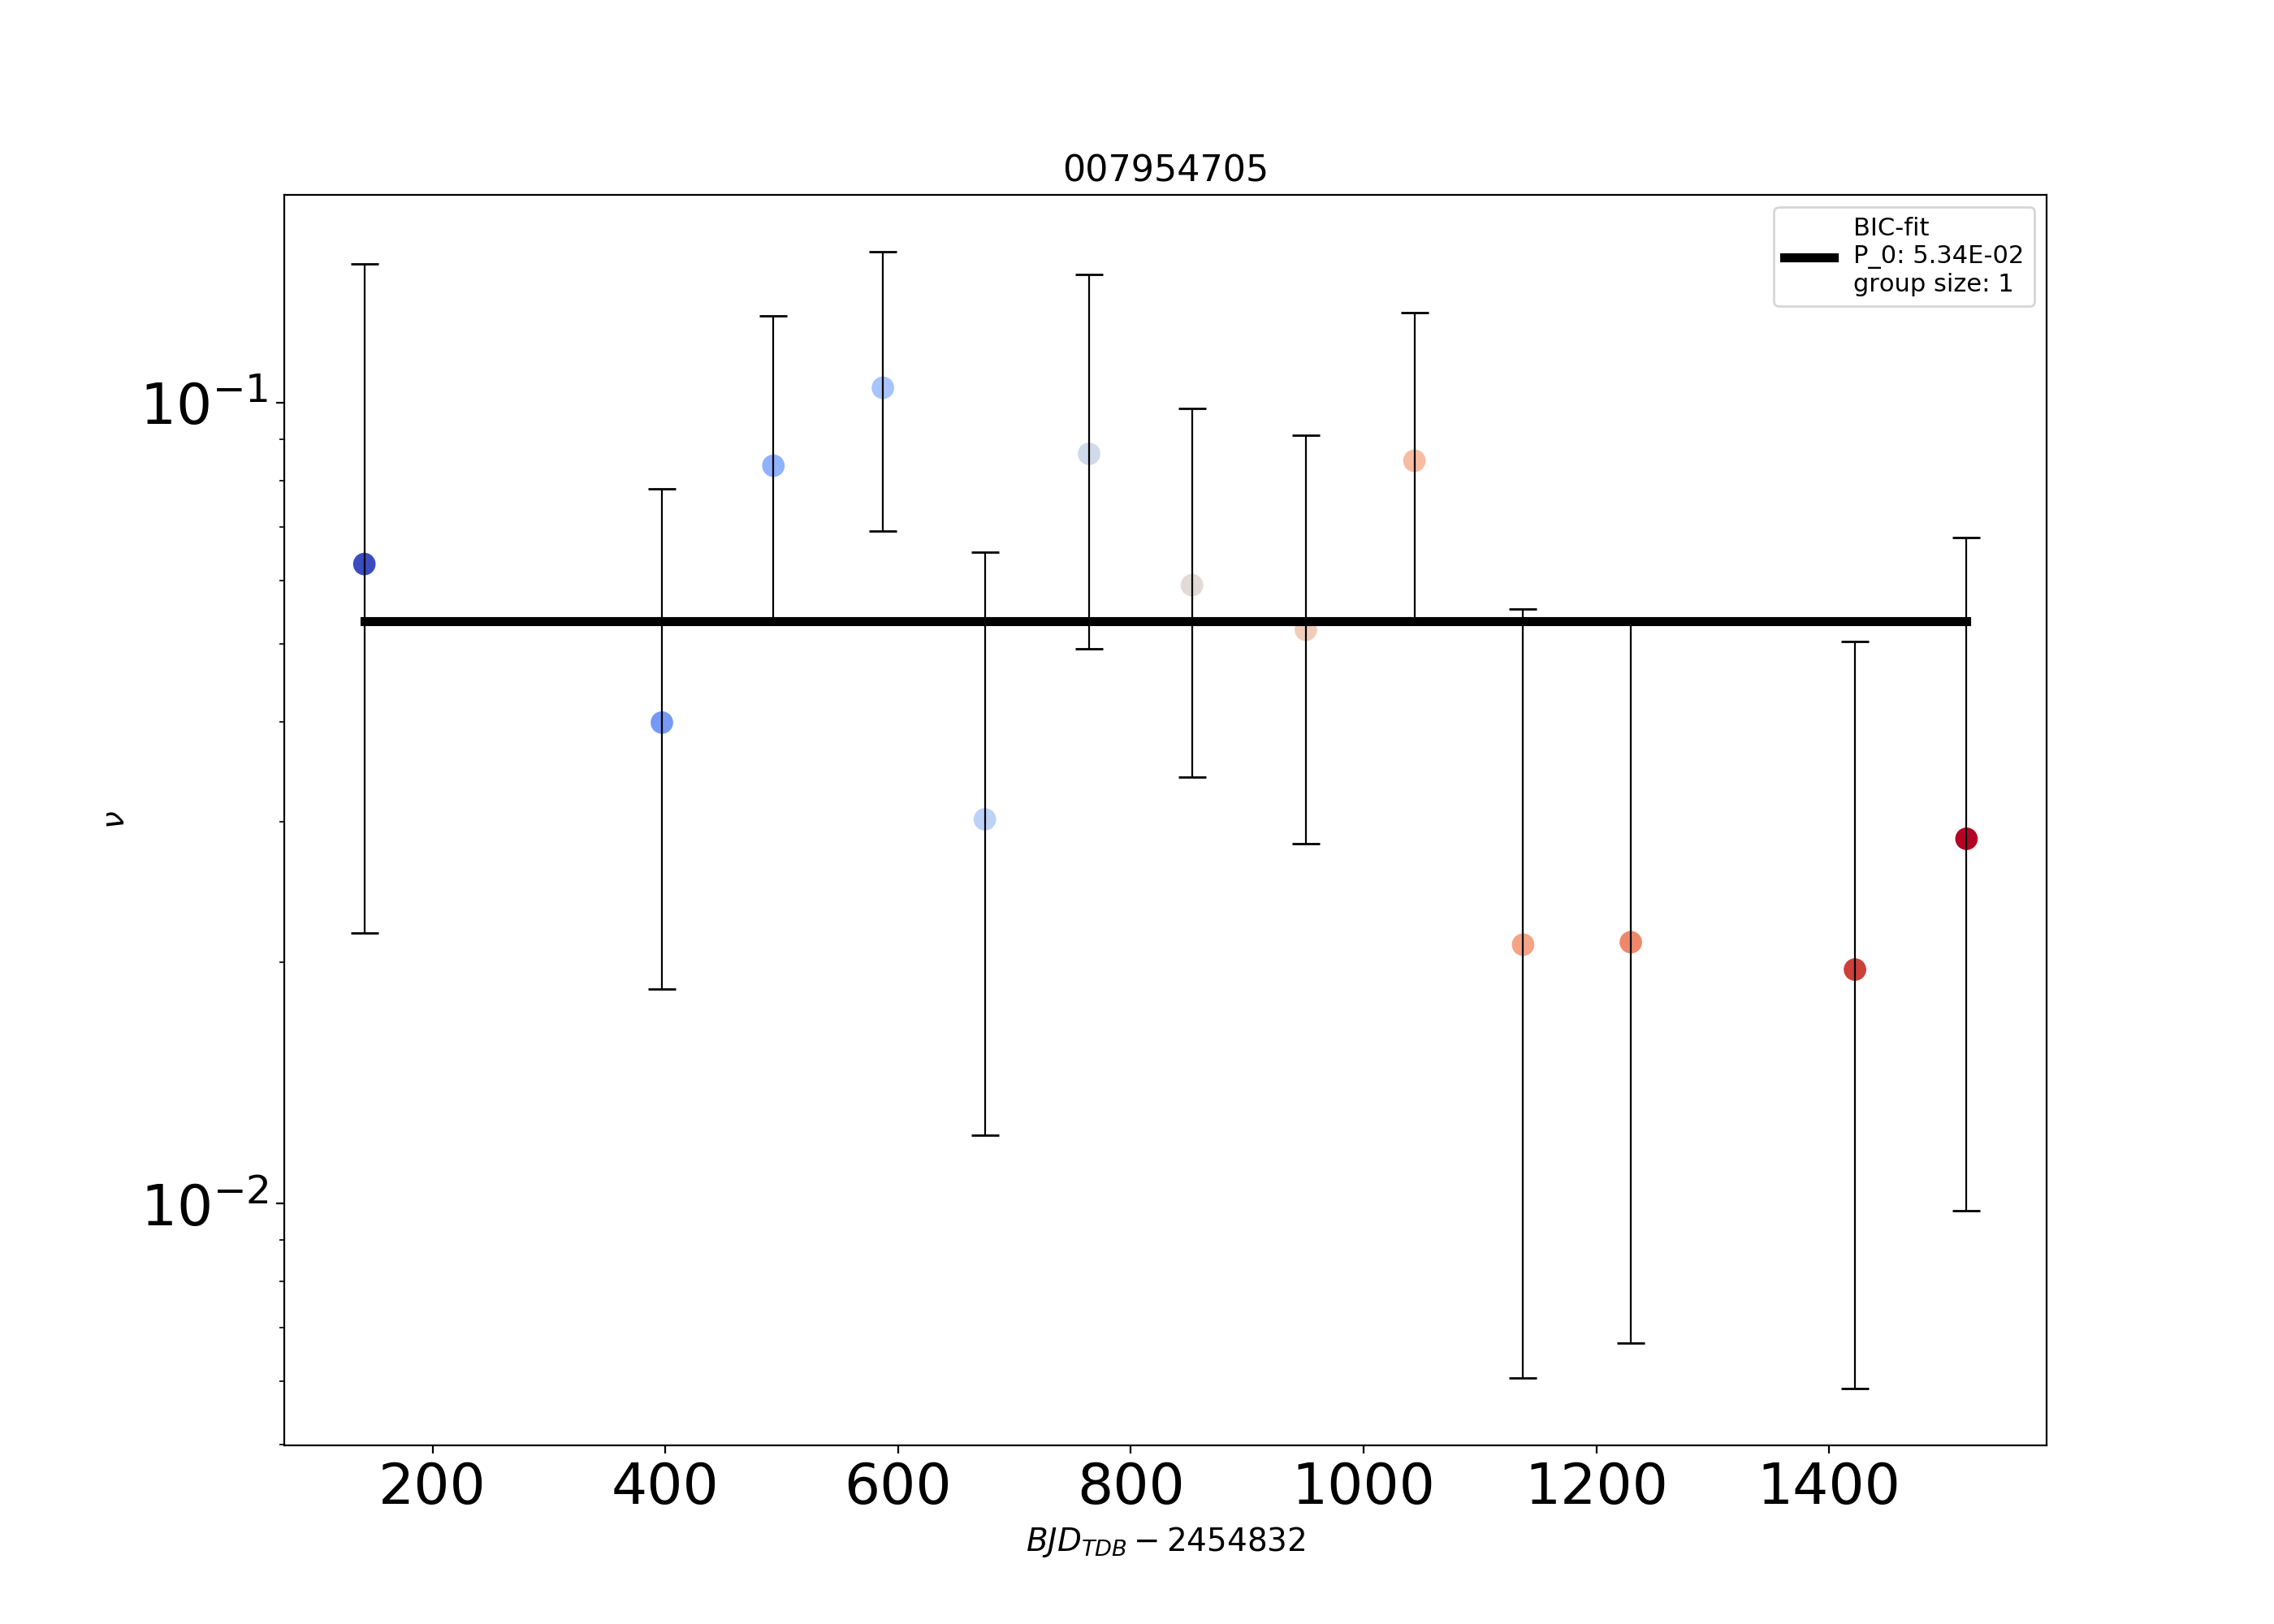 007954705
BIC-fit
P_0: 5.34E-02
group size: 1
10⁻¹
ν
10⁻²
200 400 600 800 1000 1200 1400
BJD_TDB − 2454832